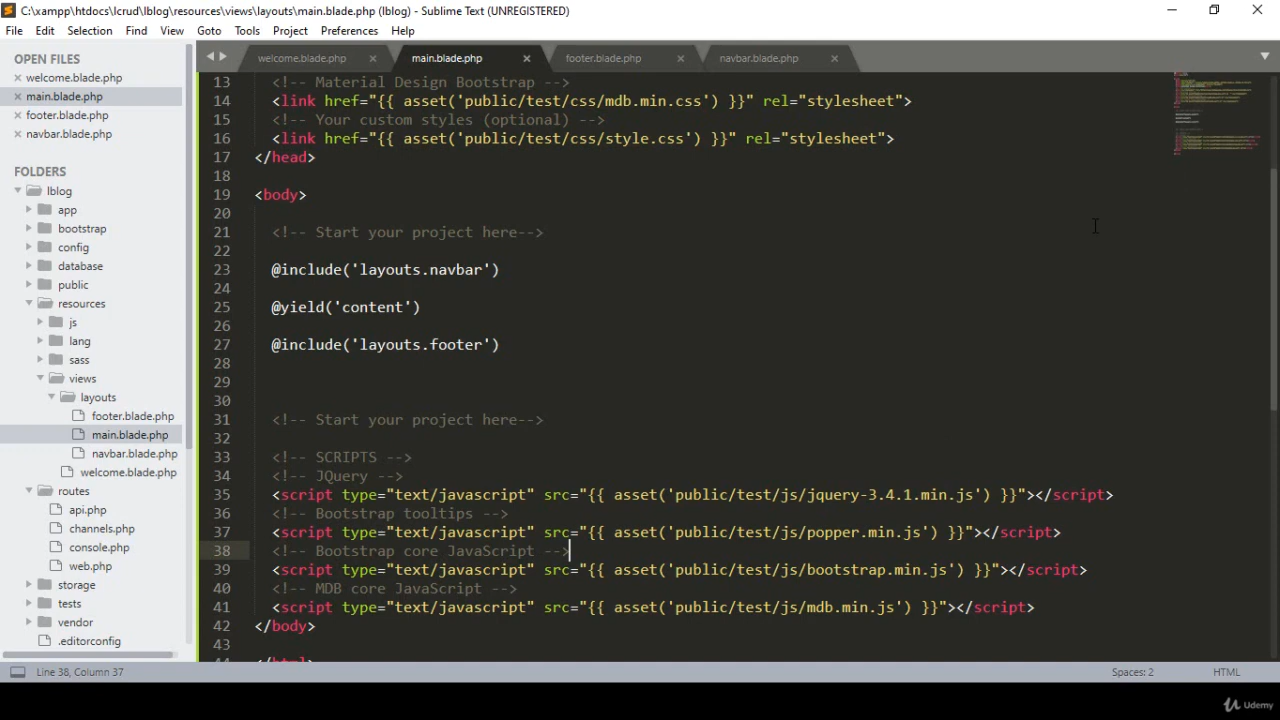 C:\xampp\htdocs\lcrud\lblog\resources\views\layouts\main.blade.php (lblog) - Sublime Text (UNREGISTERED)
File Edit Selection Find View Goto Tools Project Preferences Help
OPEN FILES
welcome.blade.php
main.blade.php
footer.blade.php
navbar.blade.php
FOLDERS
lblog
app
bootstrap
config
database
public
resources
js
lang
sass
views
layouts
footer.blade.php
main.blade.php
navbar.blade.php
welcome.blade.php
routes
api.php
channels.php
console.php
web.php
storage
tests
vendor
.editorconfig
welcome.blade.php main.blade.php footer.blade.php navbar.blade.php
13 <!-- Material Design Bootstrap -->
14 <link href="{{ asset('public/test/css/mdb.min.css') }}" rel="stylesheet">
15 <!-- Your custom styles (optional) -->
16 <link href="{{ asset('public/test/css/style.css') }}" rel="stylesheet">
17 </head>
18
19 <body>
20
21 <!-- Start your project here-->
22
23 @include('layouts.navbar')
24
25 @yield('content')
26
27 @include('layouts.footer')
28
29
30
31 <!-- Start your project here-->
32
33 <!-- SCRIPTS -->
34 <!-- JQuery -->
35 <script type="text/javascript" src="{{ asset('public/test/js/jquery-3.4.1.min.js') }}"></script>
36 <!-- Bootstrap tooltips -->
37 <script type="text/javascript" src="{{ asset('public/test/js/popper.min.js') }}"></script>
38 <!-- Bootstrap core JavaScript -->
39 <script type="text/javascript" src="{{ asset('public/test/js/bootstrap.min.js') }}"></script>
40 <!-- MDB core JavaScript -->
41 <script type="text/javascript" src="{{ asset('public/test/js/mdb.min.js') }}"></script>
42 </body>
43
44 </html>
Line 38, Column 37 Spaces: 2 HTML
Udemy